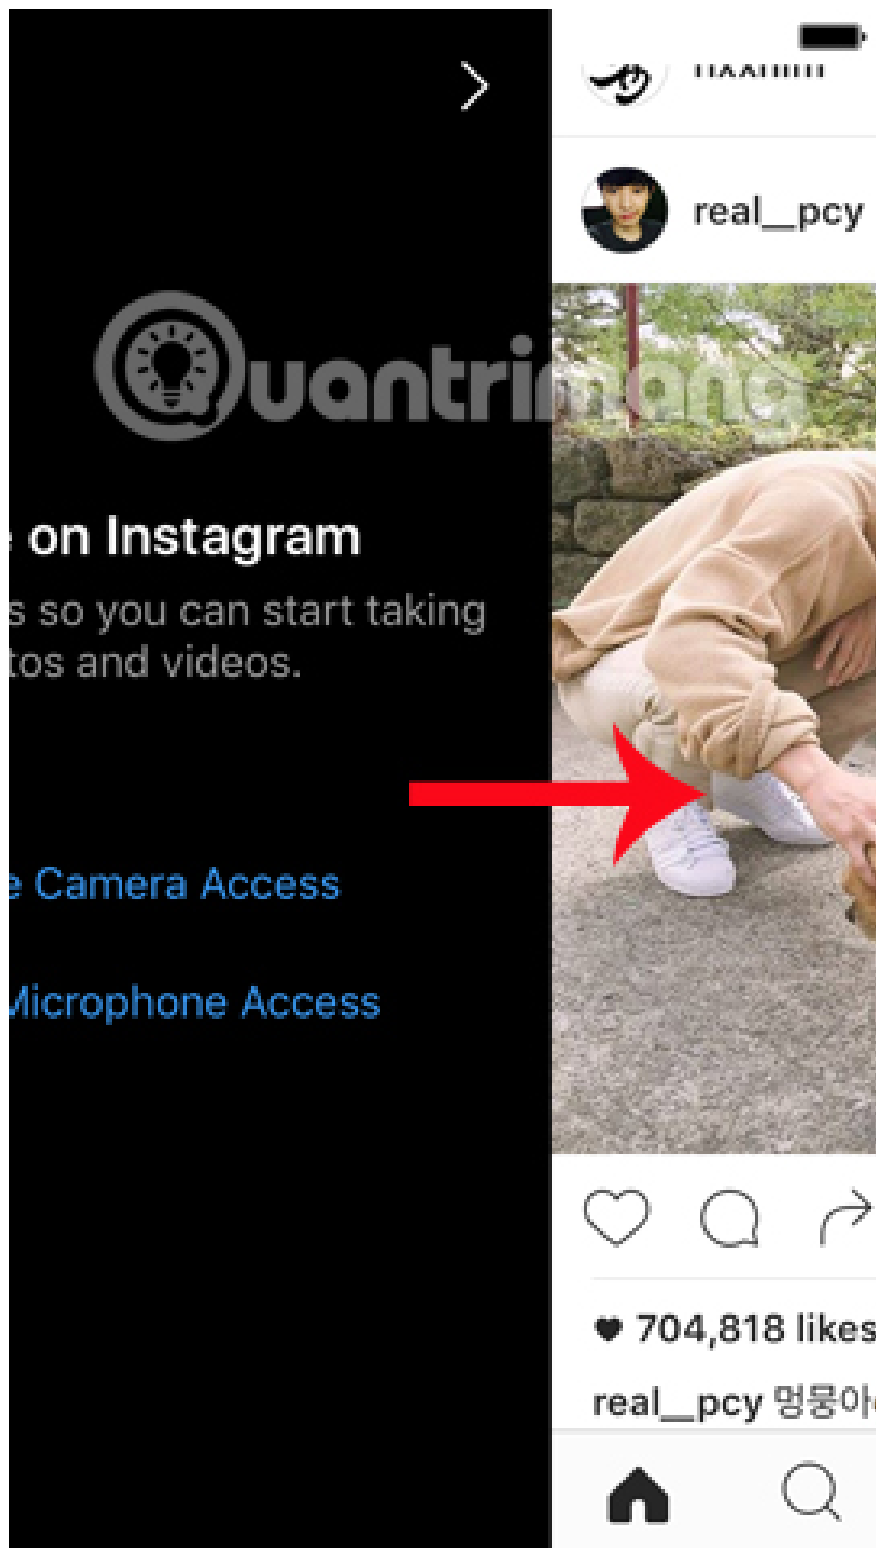 real__pcy
Quantrimang
e on Instagram
s so you can start taking
tos and videos.
e Camera Access
Microphone Access
704,818 likes
real__pcy 멍뭉아